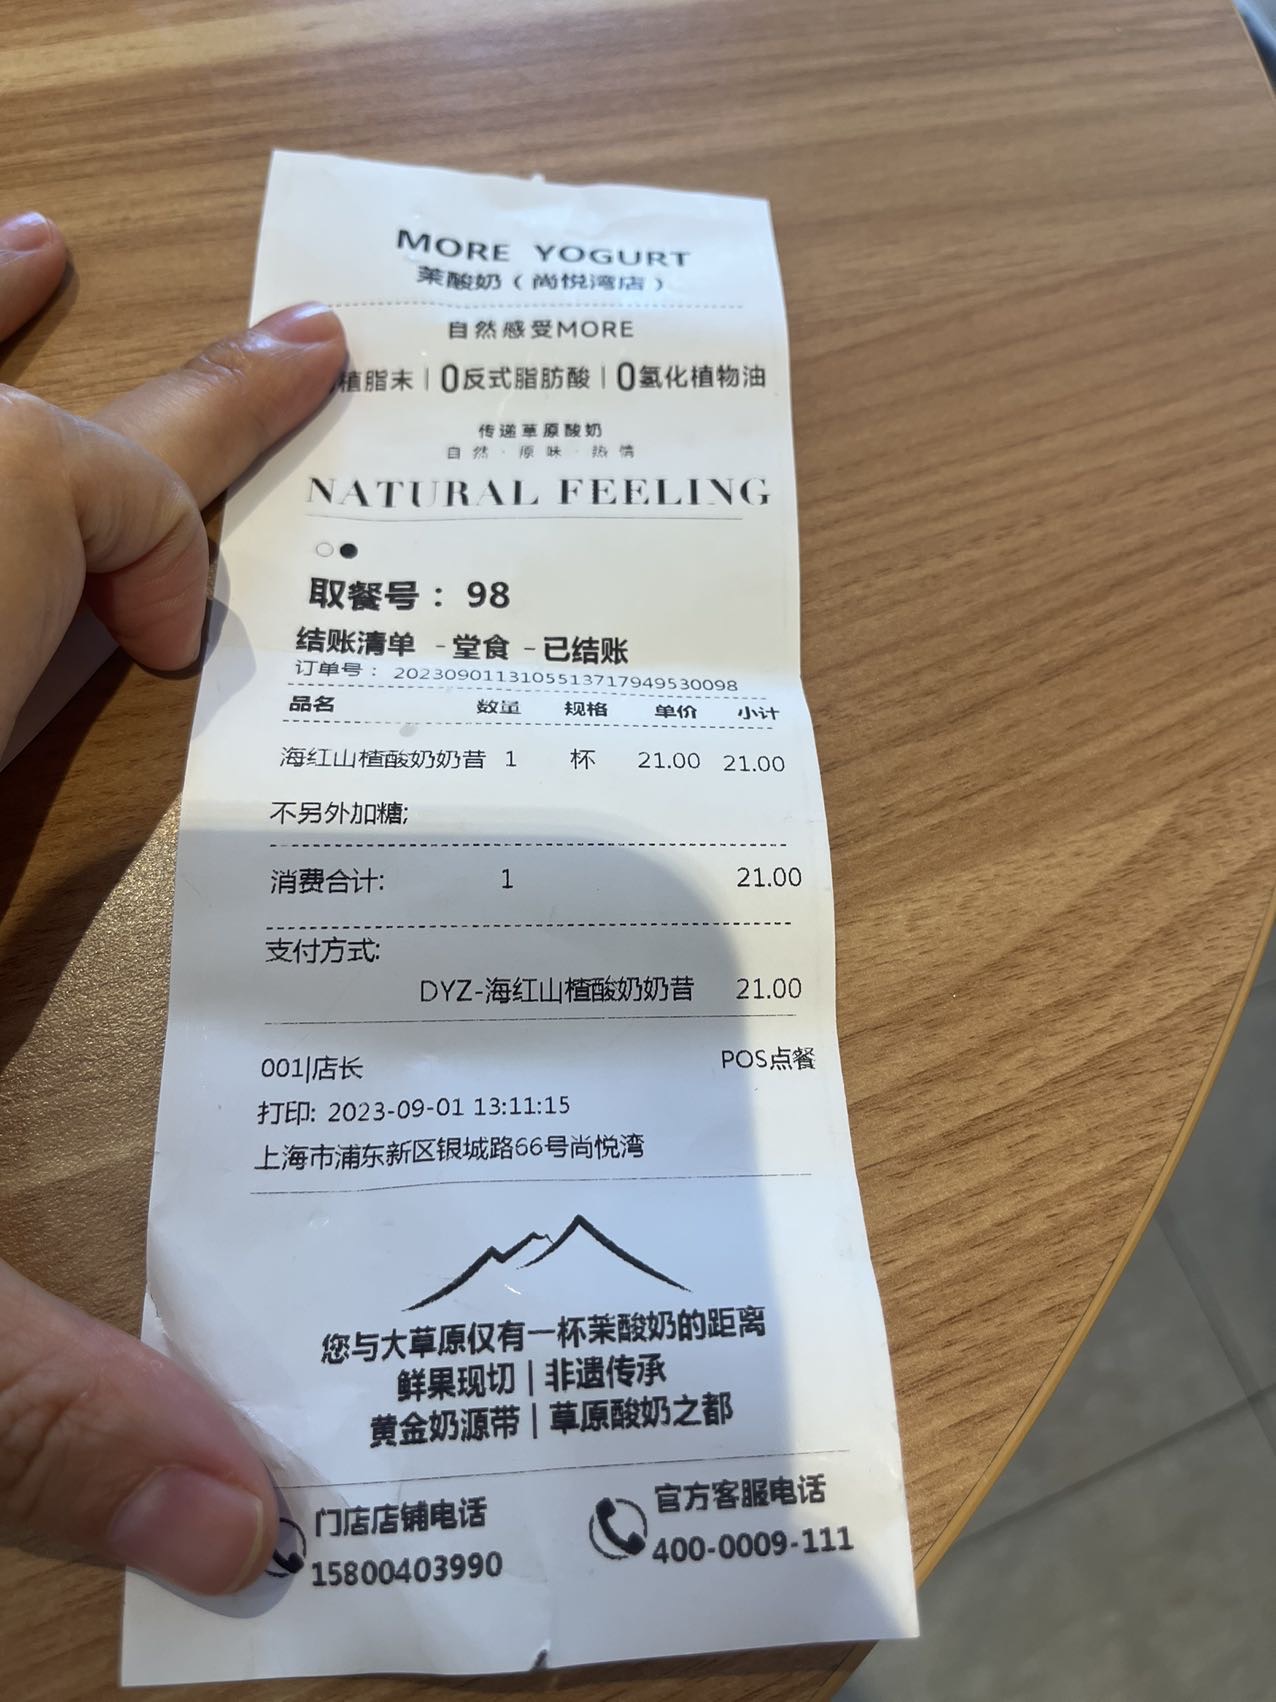 MORE YOGURT
茉酸奶（尚悦湾店）
自然感受MORE
植脂末 | 0反式脂肪酸 | 0氢化植物油
传递草原酸奶
自然·原味·热情
NATURAL FEELING
取餐号：98
结账清单 -堂食 -已结账
订单号：2023090113105513717949530098
品名 数量 规格 单价 小计
海红山楂酸奶奶昔 1 杯 21.00 21.00
不另外加糖;
消费合计: 1 21.00
支付方式:
DYZ-海红山楂酸奶奶昔 21.00
001|店长 POS点餐
打印: 2023-09-01 13:11:15
上海市浦东新区银城路66号尚悦湾
您与大草原仅有一杯茉酸奶的距离
鲜果现切 | 非遗传承
黄金奶源带 | 草原酸奶之都
门店店铺电话 官方客服电话
15800403990 400-0009-111